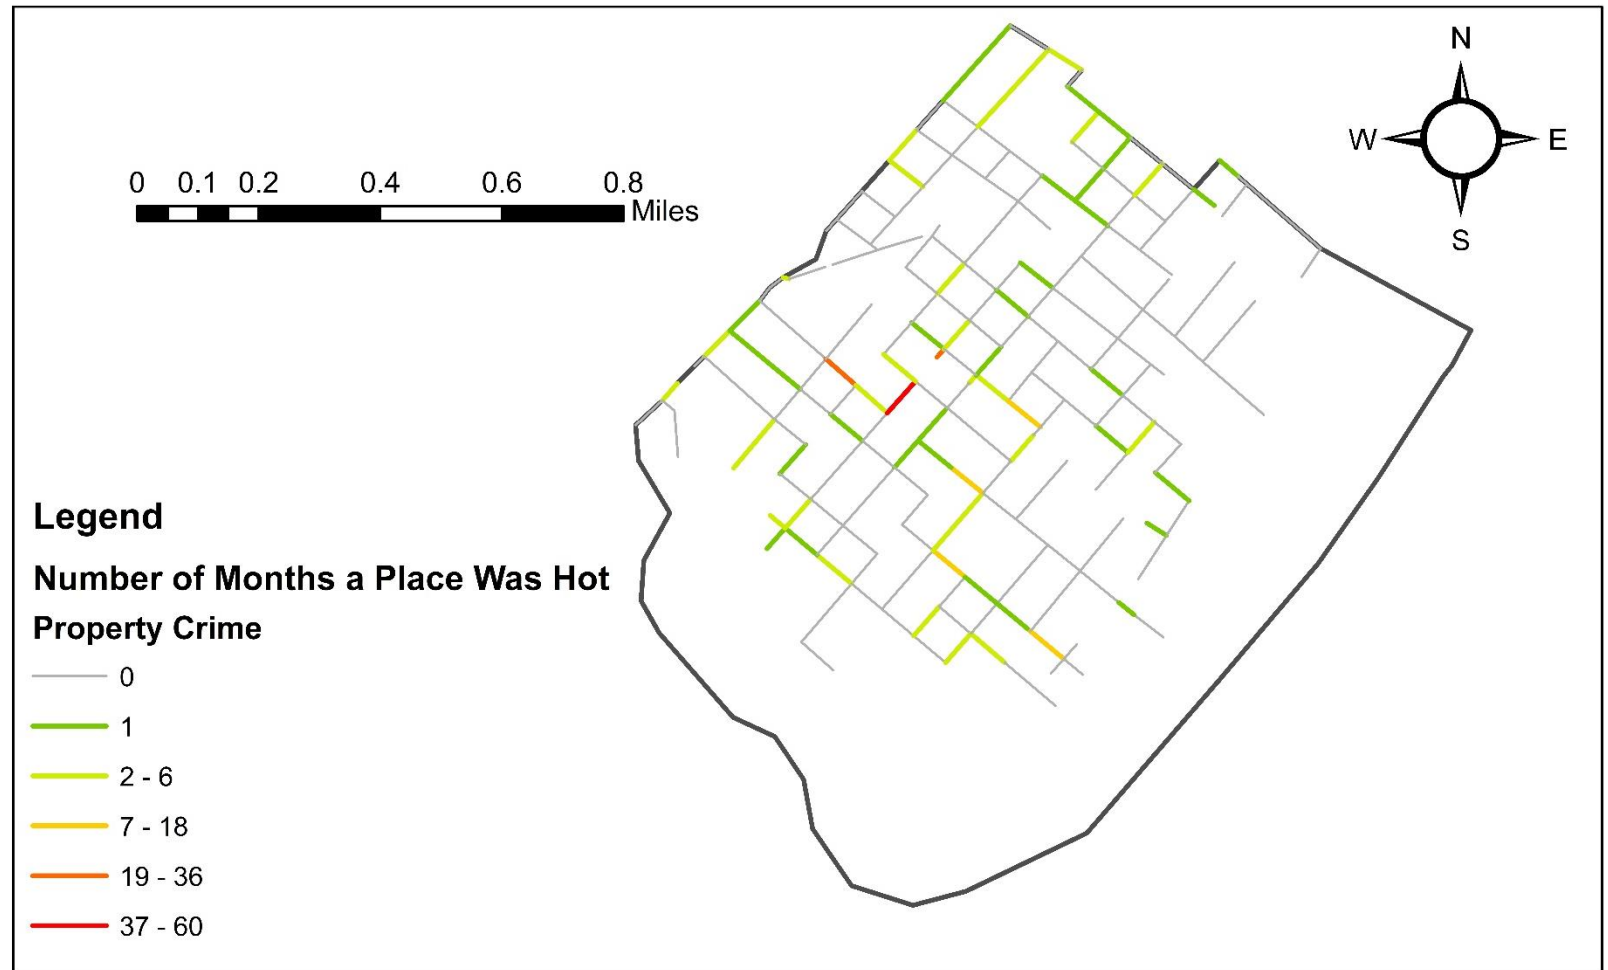 N
W E
S
0 0.1 0.2 0.4 0.6 0.8
Miles
Legend
Number of Months a Place Was Hot
Property Crime
0
1
2 - 6
7 - 18
19 - 36
37 - 60